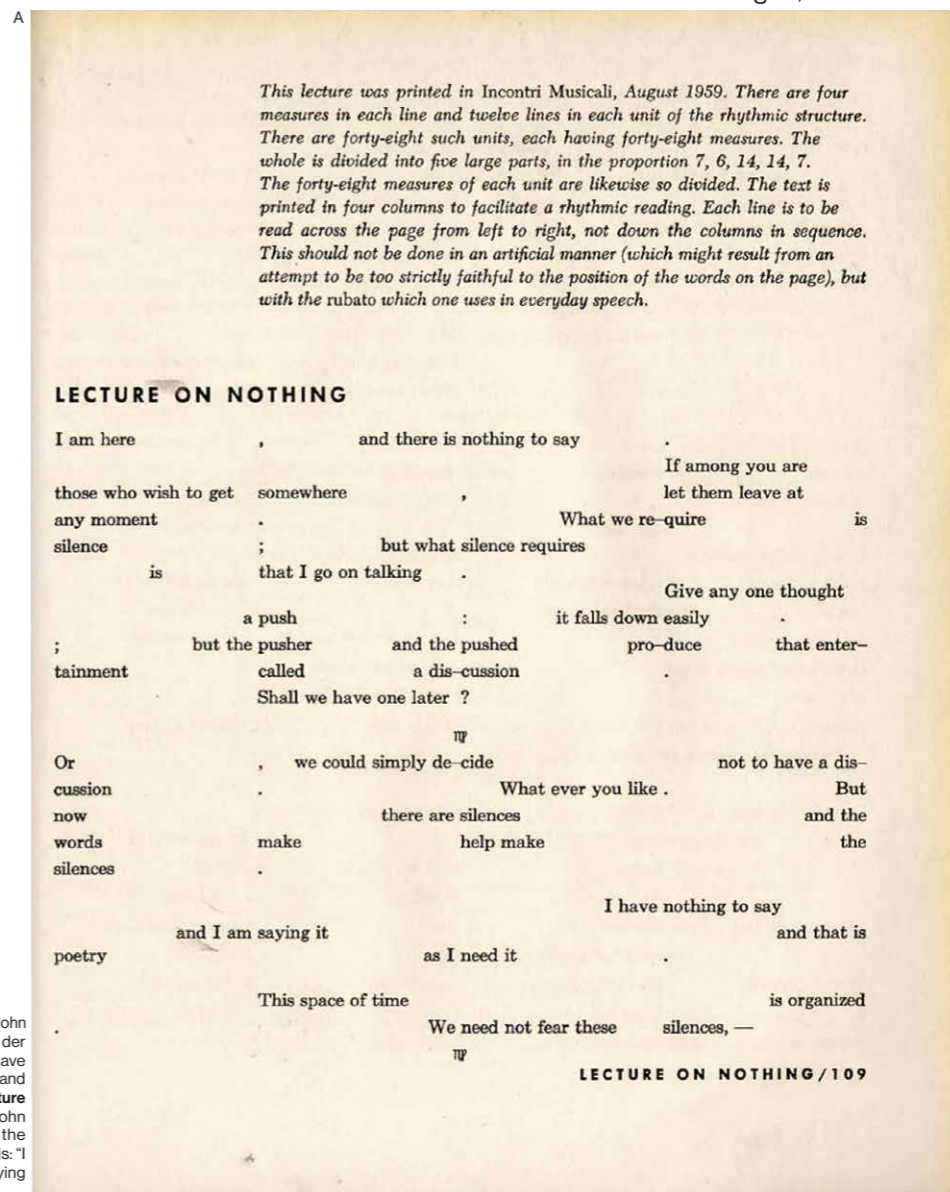 A
This lecture was printed in Incontri Musicali, August 1959. There are four
measures in each line and twelve lines in each unit of the rhythmic structure.
There are forty-eight such units, each having forty-eight measures. The
whole is divided into five large parts, in the proportion 7, 6, 14, 14, 7.
The forty-eight measures of each unit are likewise so divided. The text is
printed in four columns to facilitate a rhythmic reading. Each line is to be
read across the page from left to right, not down the columns in sequence.
This should not be done in an artificial manner (which might result from an
attempt to be too strictly faithful to the position of the words on the page), but
with the rubato which one uses in everyday speech.
LECTURE ON NOTHING
I am here , and there is nothing to say .
If among you are
those who wish to get somewhere , let them leave at
any moment . What we re–quire is
silence ; but what silence requires
is that I go on talking .
Give any one thought
a push : it falls down easily .
; but the pusher and the pushed pro–duce that enter–
tainment called a dis–cussion .
Shall we have one later ?
Or , we could simply de–cide not to have a dis–
cussion . What ever you like . But
now there are silences and the
words make help make the
silences .
I have nothing to say
and I am saying it and that is
poetry as I need it .
This space of time is organized
. We need not fear these silences, —
LECTURE ON NOTHING/109
ohn
der
ave
and
ture
ohn
the
is: “I
ying